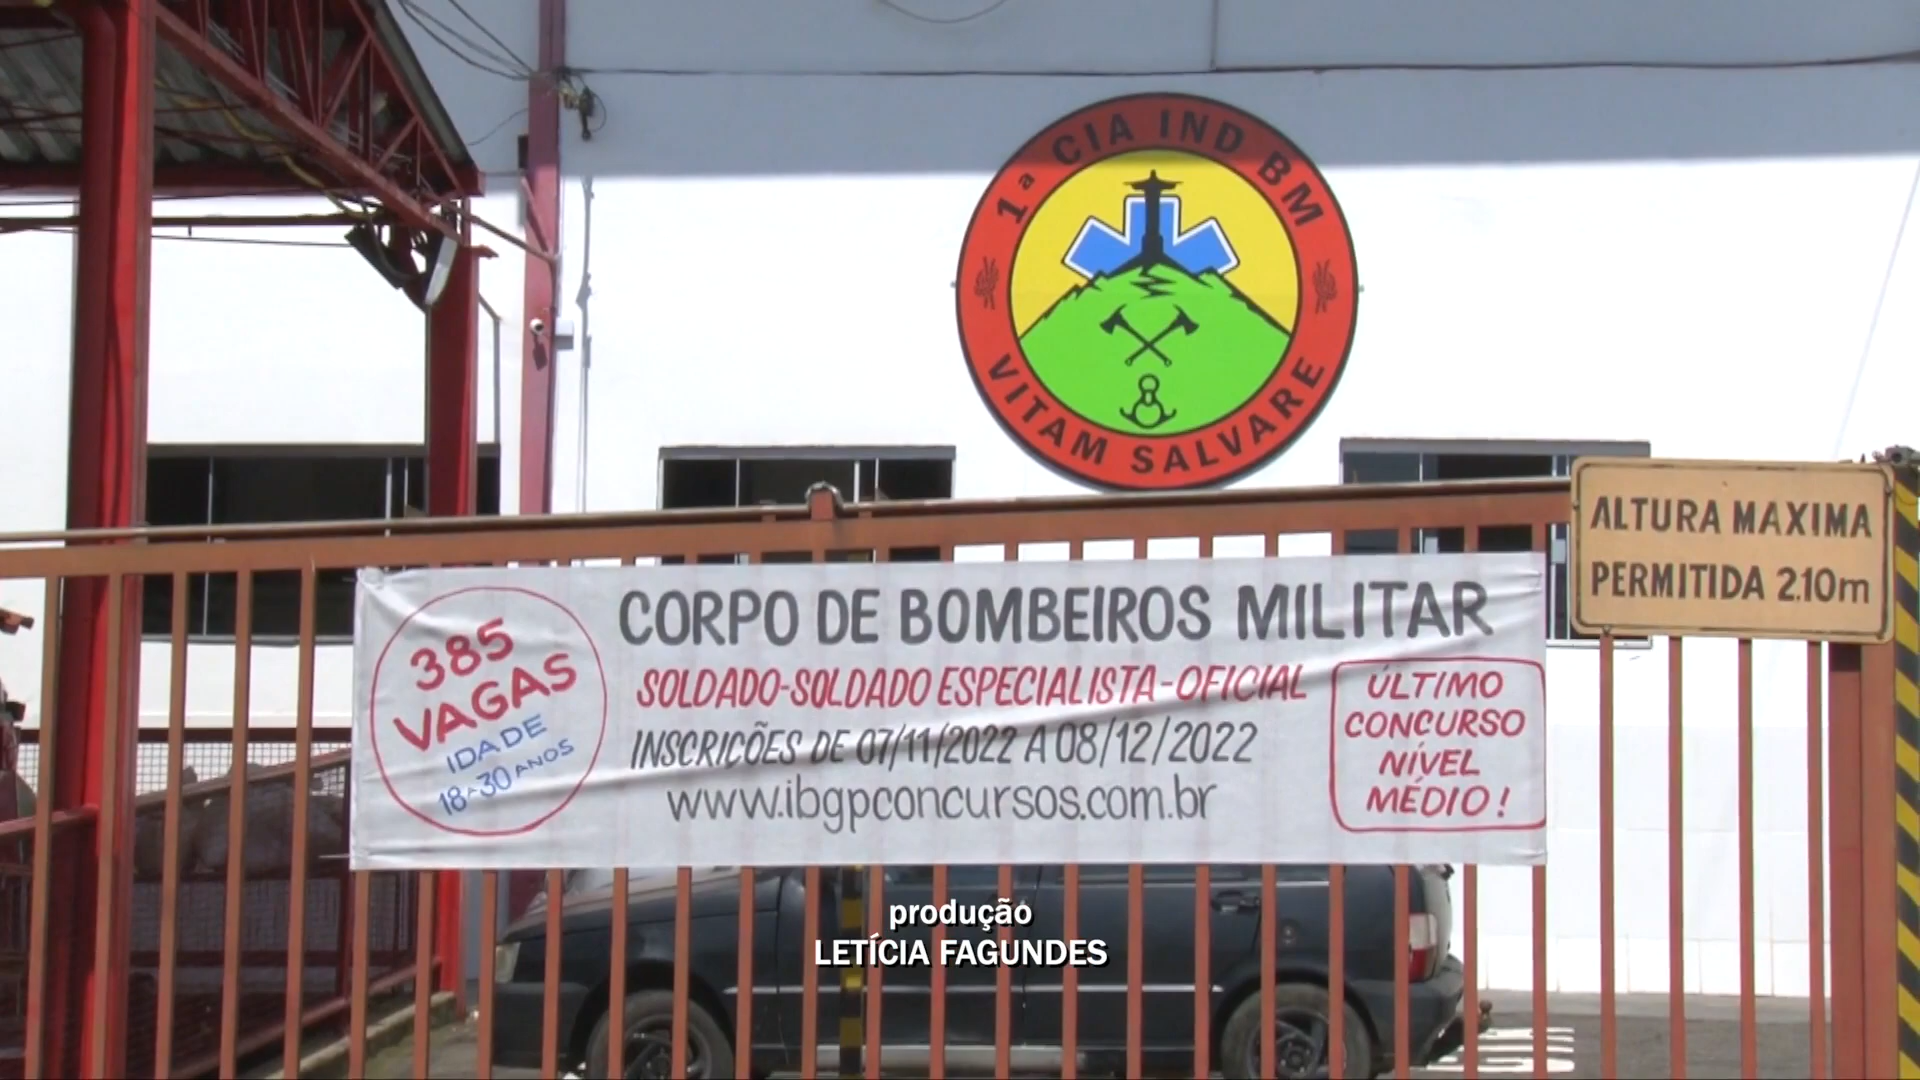 1ª CIA IND BM
VITAM SALVARE
ALTURA MAXIMA
PERMITIDA 2.10m
385
VAGAS
IDADE
18 A 30 ANOS
CORPO DE BOMBEIROS MILITAR
SOLDADO-SOLDADO ESPECIALISTA-OFICIAL
INSCRIÇÕES DE 07/11/2022 A 08/12/2022
www.ibgpconcursos.com.br
ÚLTIMO
CONCURSO
NÍVEL
MÉDIO!
produção
LETÍCIA FAGUNDES